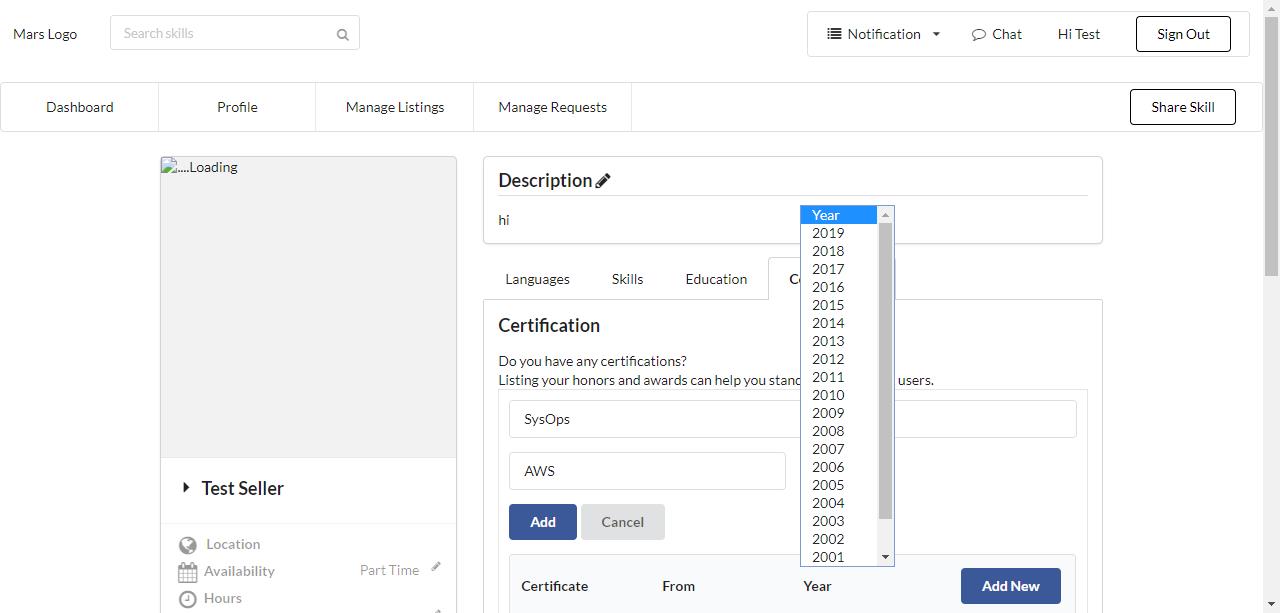 Mars Logo
Search skills
Notification
Chat
Hi Test
Sign Out
Dashboard
Profile
Manage Listings
Manage Requests
Share Skill
....Loading
Test Seller
Location
Availability
Part Time
Hours
Description
hi
Languages
Skills
Education
Certification
Do you have any certifications?
Listing your honors and awards can help you stand users.
SysOps
AWS
Year
2019
2018
2017
2016
2015
2014
2013
2012
2011
2010
2009
2008
2007
2006
2005
2004
2003
2002
2001
Add
Cancel
Certificate
From
Year
Add New